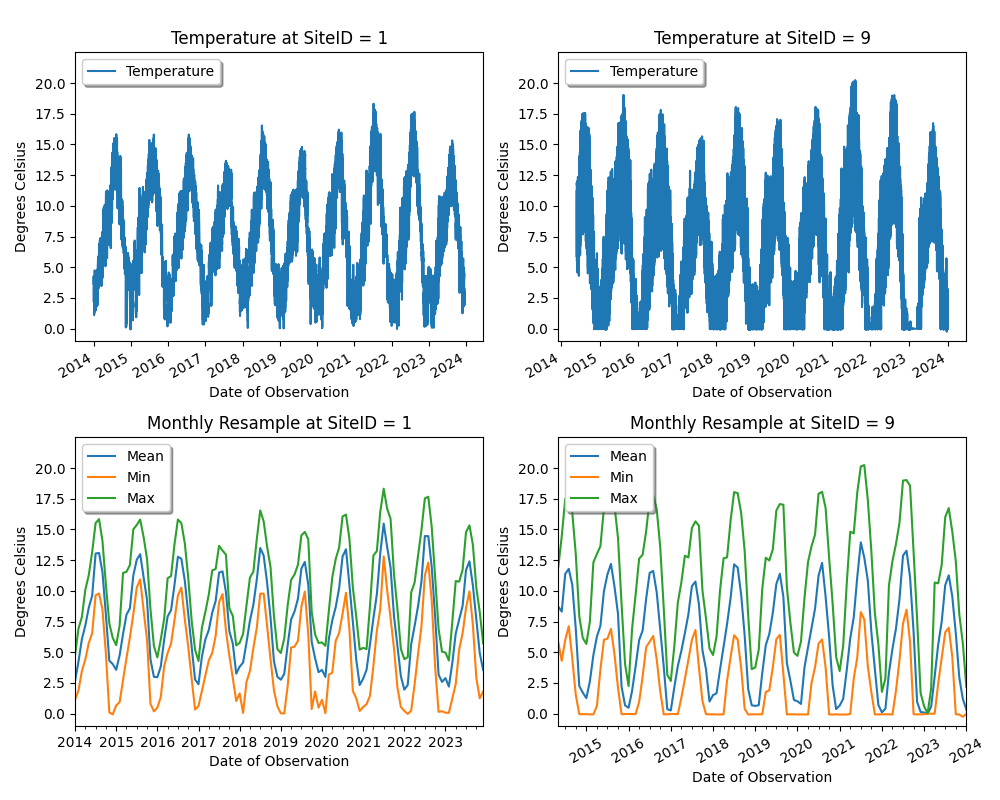 Temperature at SiteID = 1
Temperature
Degrees Celsius
20.0
17.5
15.0
12.5
10.0
7.5
5.0
2.5
0.0
2014 2015 2016 2017 2018 2019 2020 2021 2022 2023 2024
Date of Observation
Temperature at SiteID = 9
Temperature
Degrees Celsius
20.0
17.5
15.0
12.5
10.0
7.5
5.0
2.5
0.0
2014 2015 2016 2017 2018 2019 2020 2021 2022 2023 2024
Date of Observation
Monthly Resample at SiteID = 1
Mean
Min
Max
Degrees Celsius
20.0
17.5
15.0
12.5
10.0
7.5
5.0
2.5
0.0
2014 2015 2016 2017 2018 2019 2020 2021 2022 2023
Date of Observation
Monthly Resample at SiteID = 9
Mean
Min
Max
Degrees Celsius
20.0
17.5
15.0
12.5
10.0
7.5
5.0
2.5
0.0
2015 2016 2017 2018 2019 2020 2021 2022 2023 2024
Date of Observation